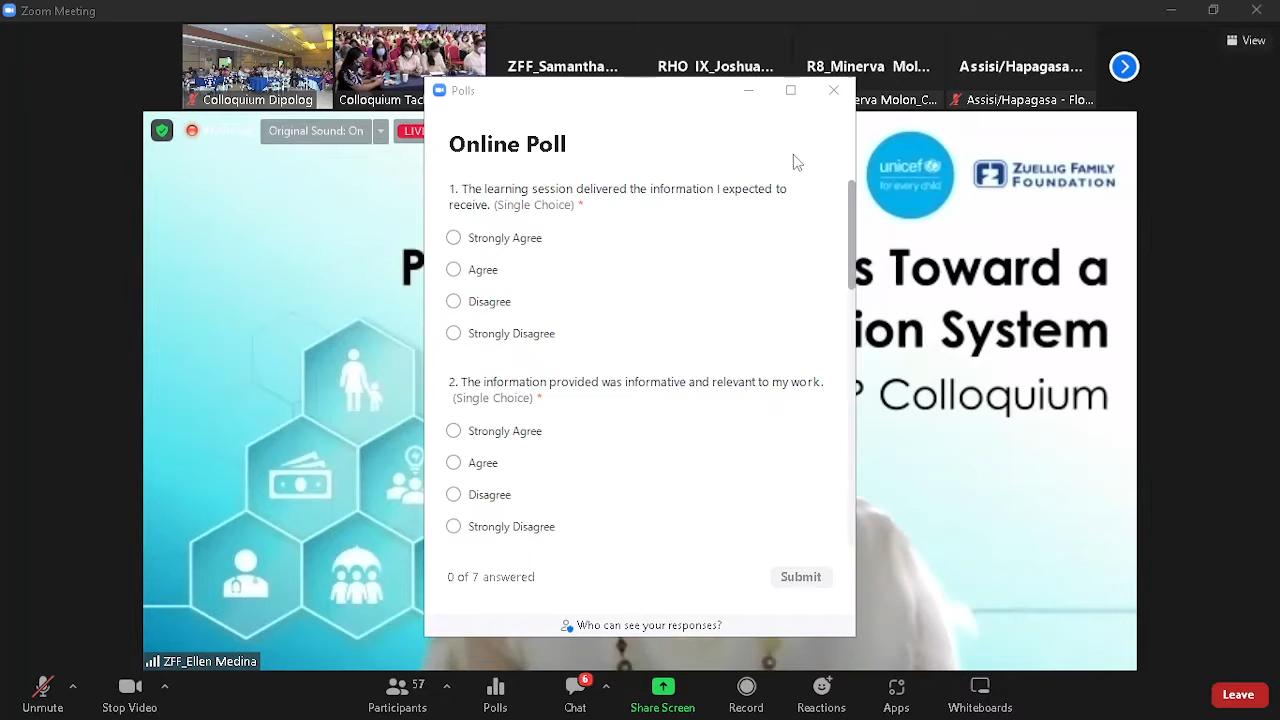 Zoom Meeting
View
ZFF_Samantha...
RHO IX_Joshua...
R8_Minerva Mol...
Assisi/Hapagasa...
Colloquium Dipolog
Colloquium Tac
erva Molon_C...
Assisi/Hapagasa - Flo...
Polls
Original Sound: On
LIVE
Online Poll
unicef
for every child
ZUELLIG FAMILY
FOUNDATION
1. The learning session delivered the information I expected to
receive. (Single Choice) *
Strongly Agree
Agree
Disagree
Strongly Disagree
P
s Toward a
ion System
P Colloquium
2. The information provided was informative and relevant to my work.
(Single Choice) *
Strongly Agree
Agree
Disagree
Strongly Disagree
0 of 7 answered
Submit
Who can see your responses?
ZFF_Ellen Medina
57
6
Unmute
Stop Video
Participants
Polls
Chat
Share Screen
Record
Reactions
Apps
Whiteboards
Leave